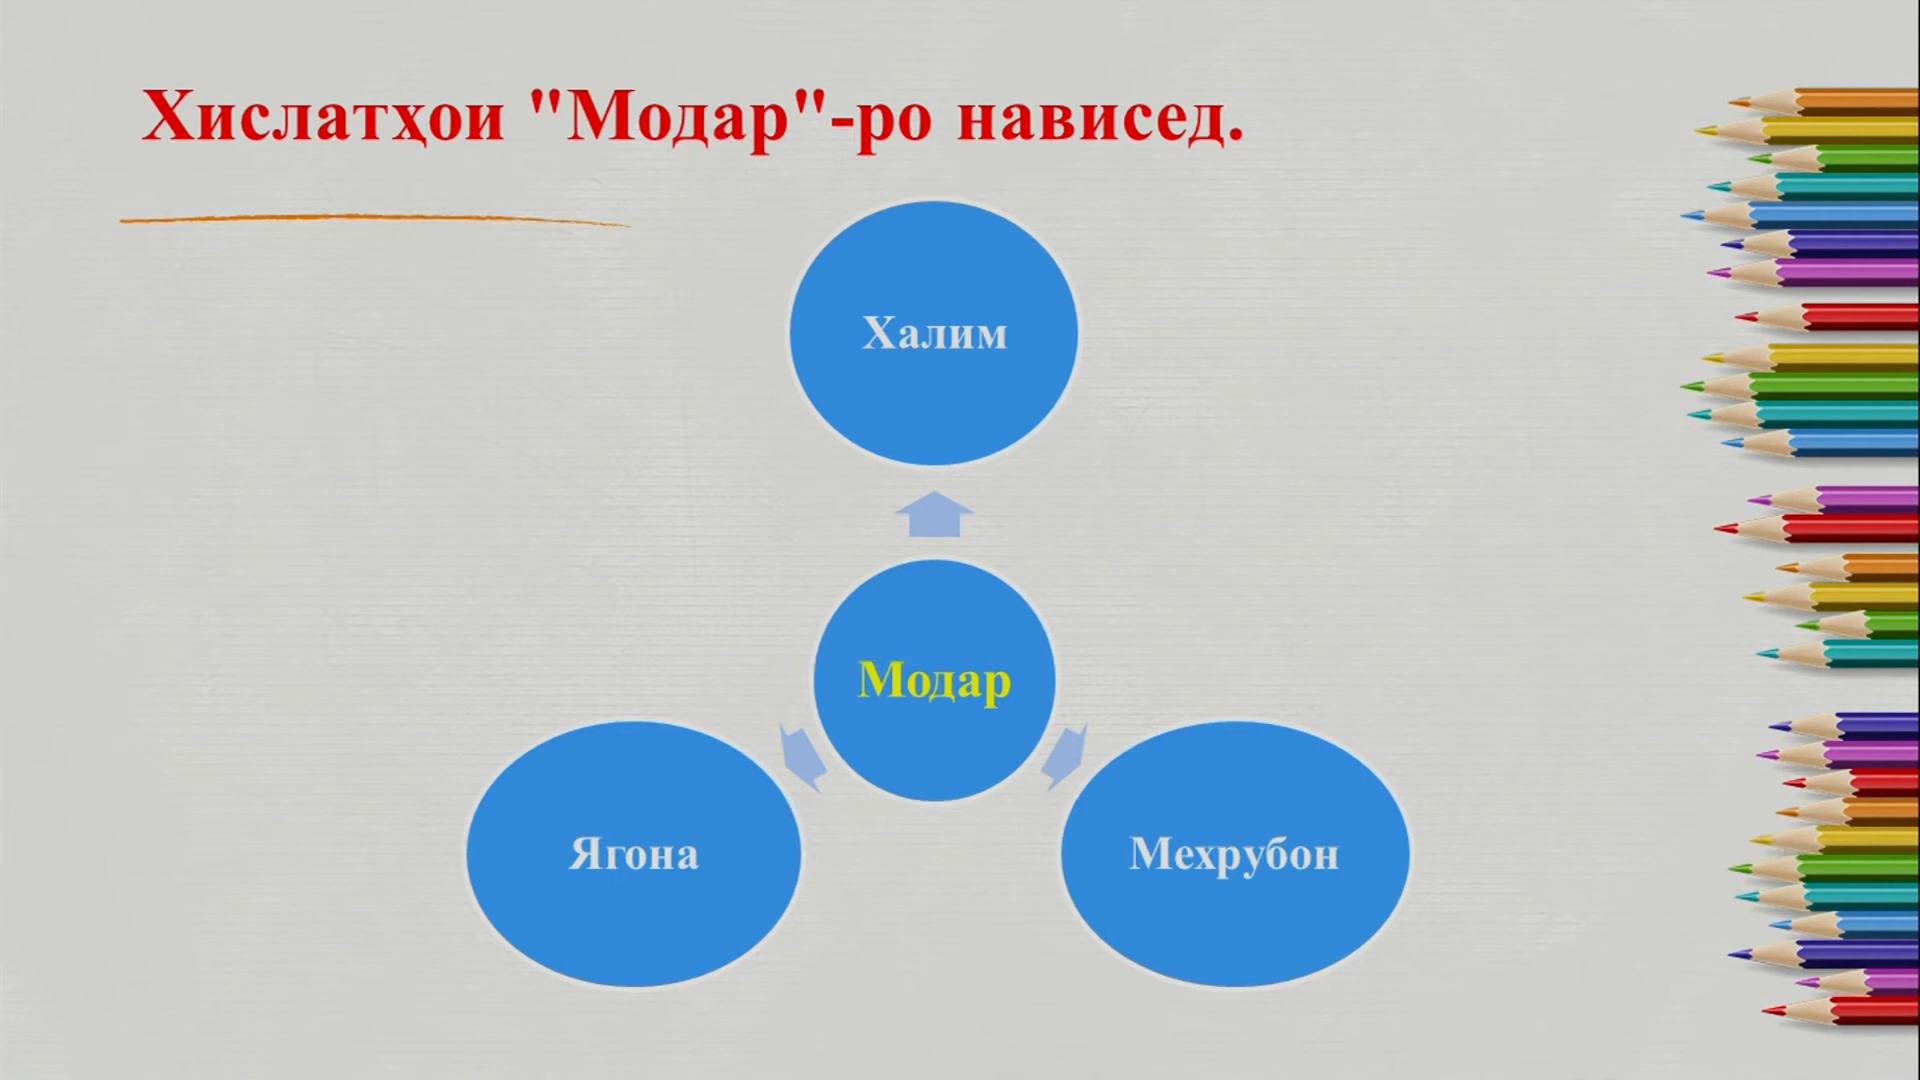 Хислатҳои "Модар"-ро нависед.
Халим
Модар
Ягона
Мехрубон